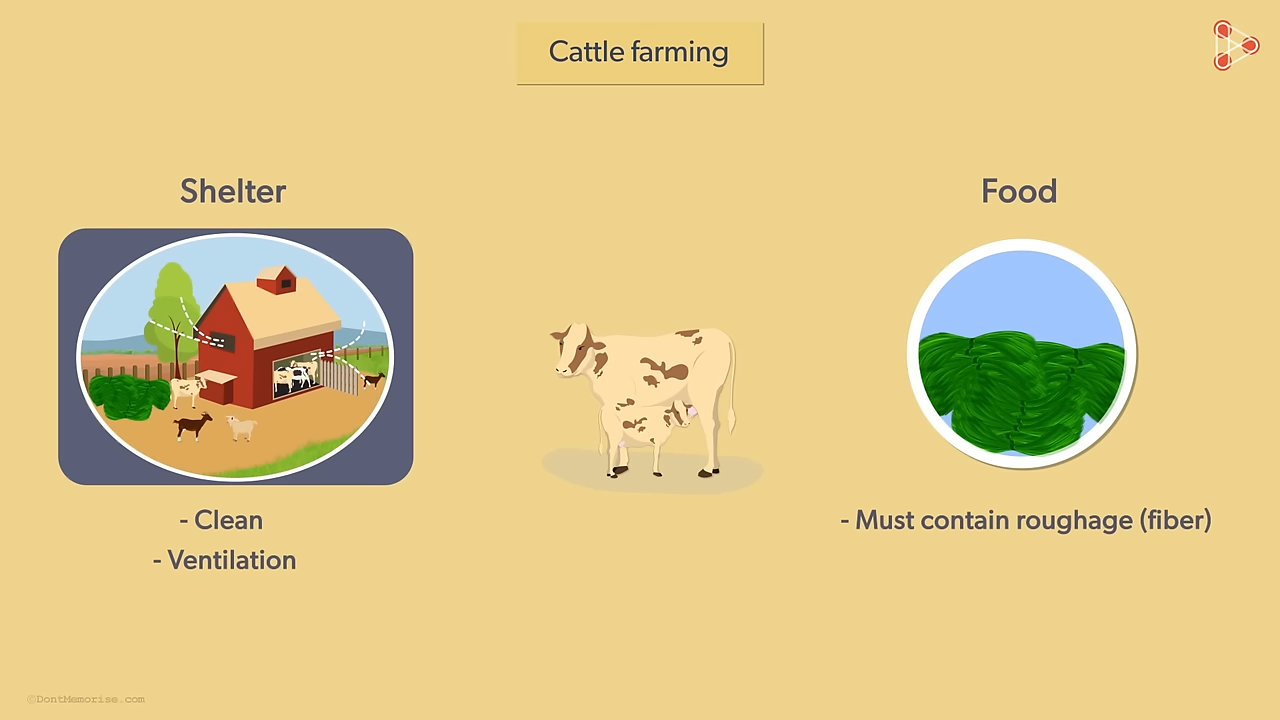 Cattle farming
Shelter
- Clean
- Ventilation
Food
- Must contain roughage (fiber)
©DontMemorise.com